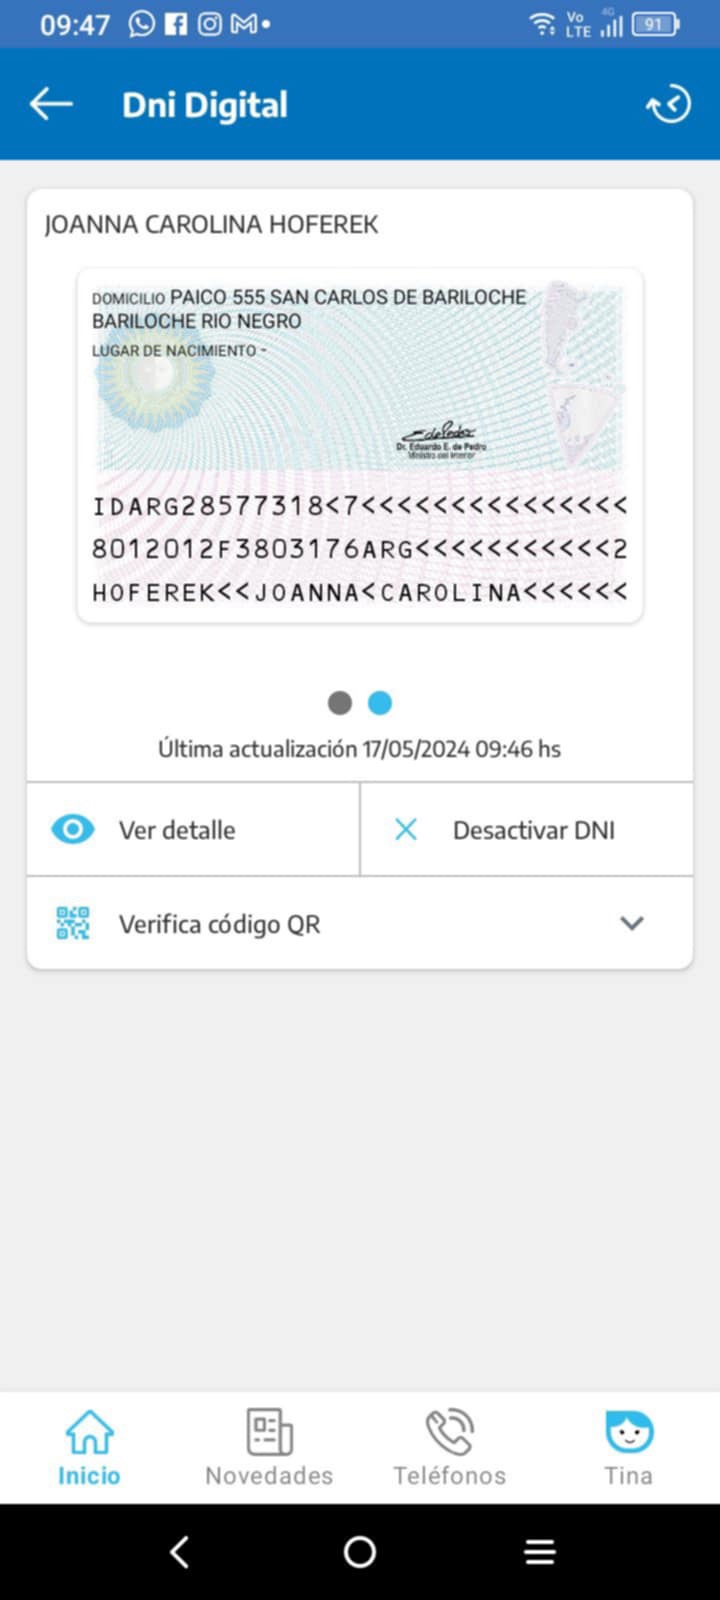 09:47
Vo
LTE
4G
91
Dni Digital
JOANNA CAROLINA HOFEREK
DOMICILIO PAICO 555 SAN CARLOS DE BARILOCHE
BARILOCHE RIO NEGRO
LUGAR DE NACIMIENTO -
Dr. Eduardo E. de Pedro
Ministro del Interior
IDARG28577318<7<<<<<<<<<<<<<<<
8012012F3803176ARG<<<<<<<<<<<2
HOFEREK<<JOANNA<CAROLINA<<<<<<
Última actualización 17/05/2024 09:46 hs
Ver detalle
Desactivar DNI
Verifica código QR
Inicio
Novedades
Teléfonos
Tina